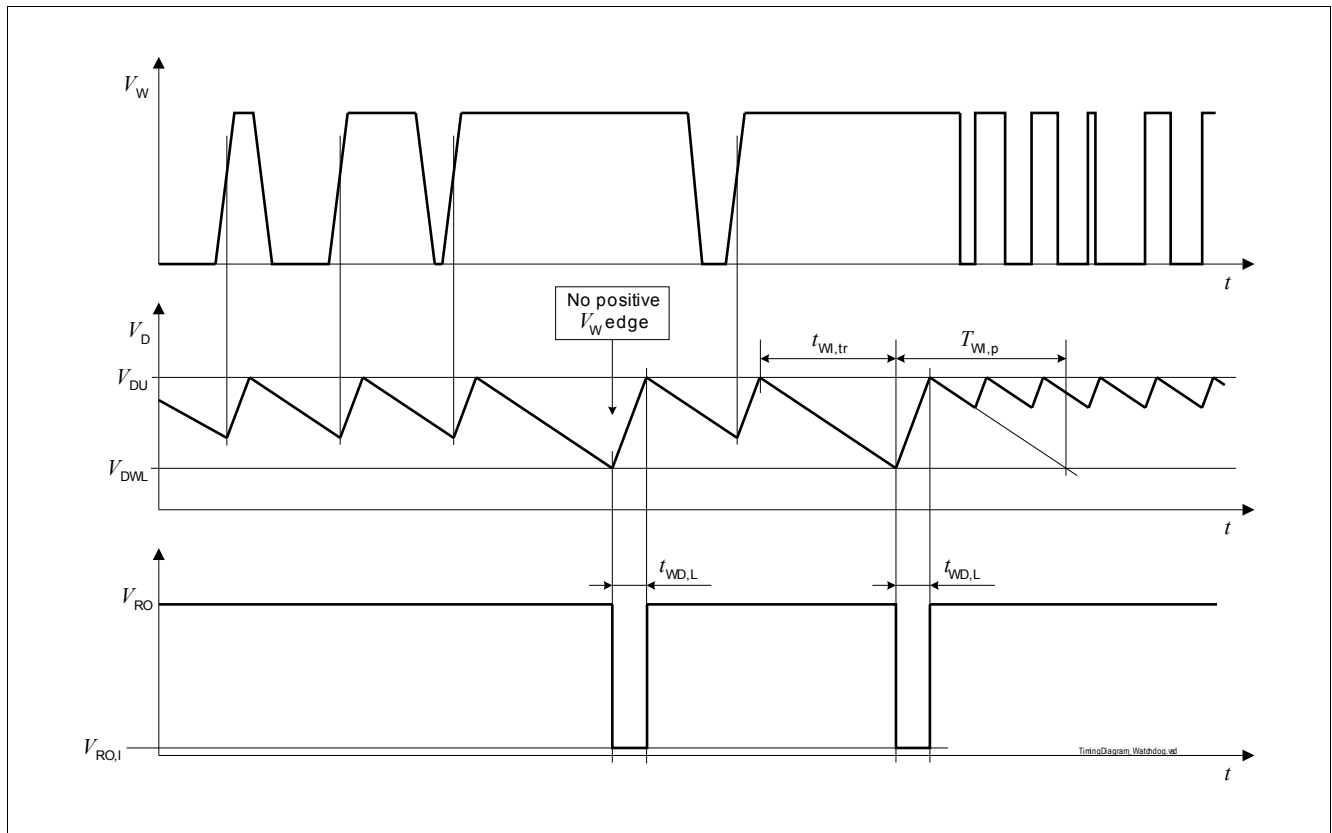 V_W
t
No positive
V_W edge
V_D
t_WI,tr
T_WI,p
V_DU
V_DWL
t
t_WD,L
t_WD,L
V_RO
V_RO,l
TimingDiagram_Watchdog.vsd
t